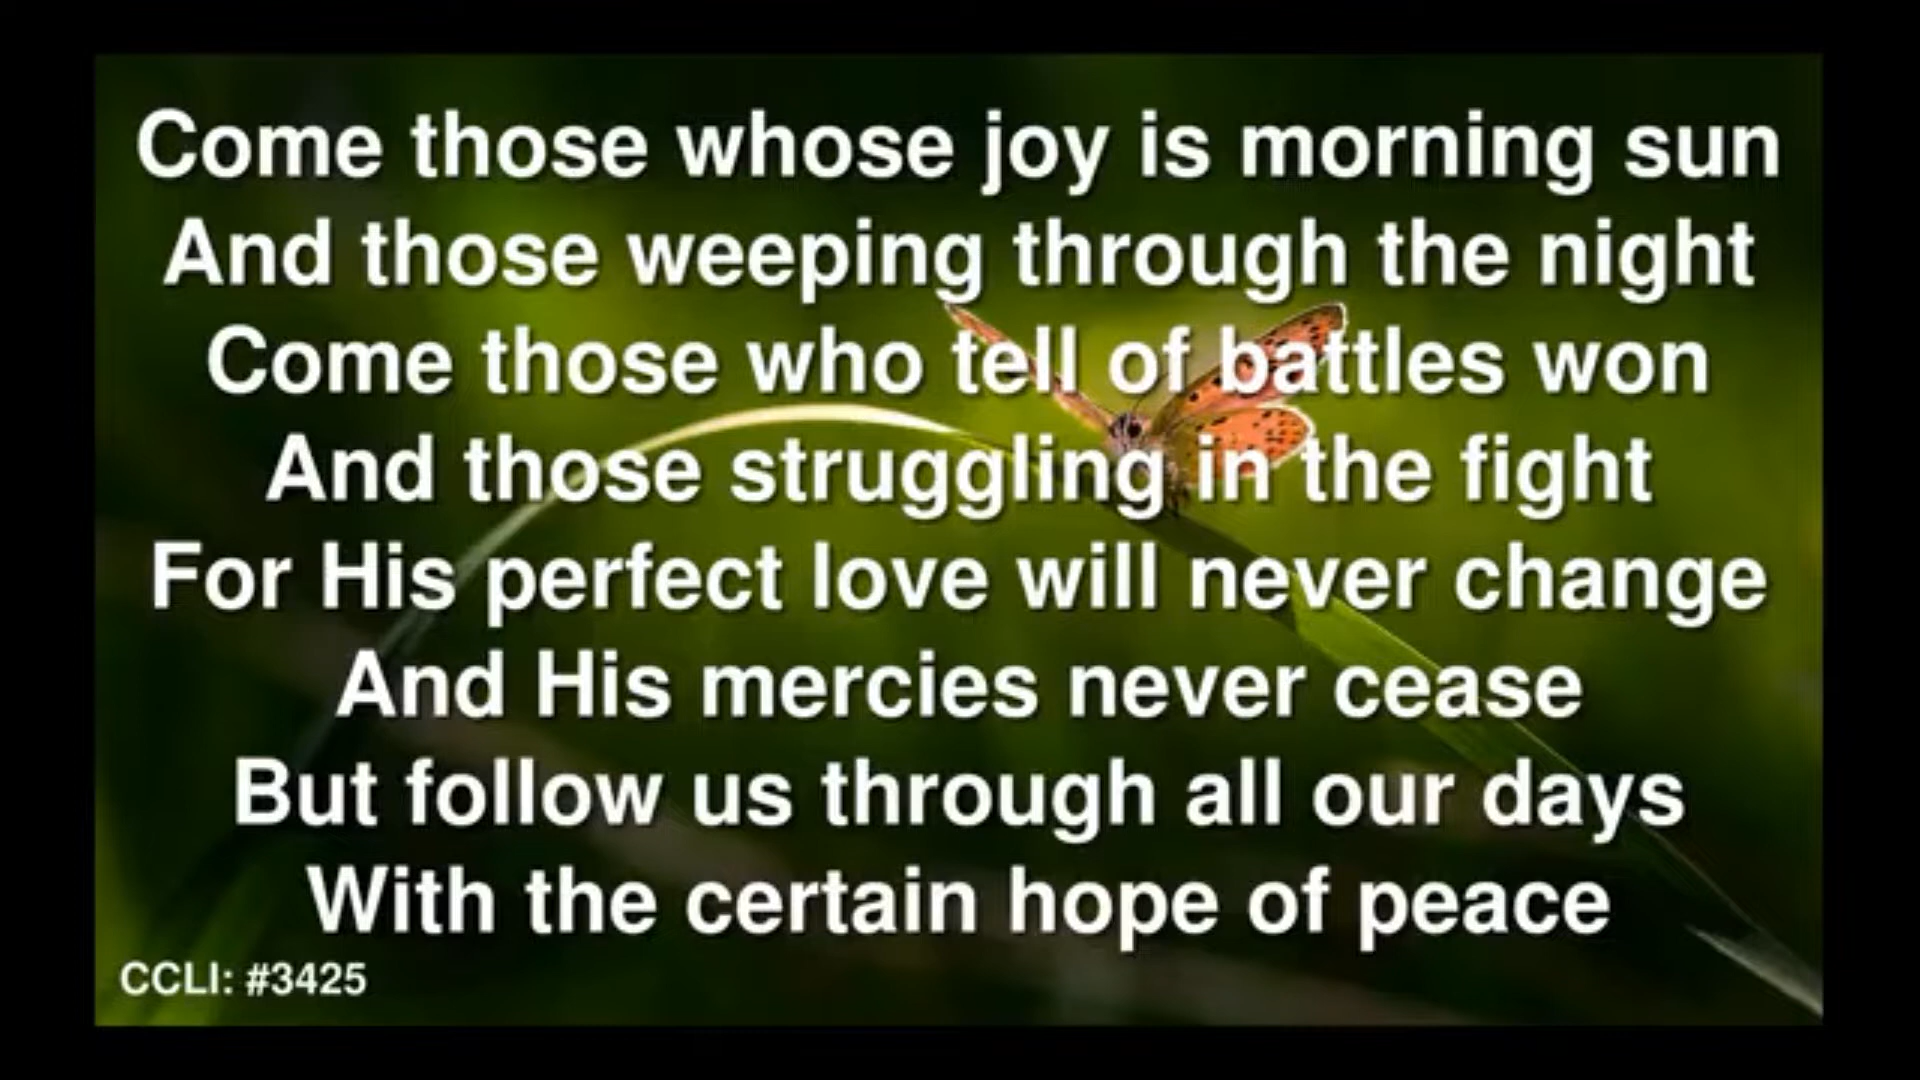 Come those whose joy is morning sun
And those weeping through the night
Come those who tell of battles won
And those struggling in the fight
For His perfect love will never change
And His mercies never cease
But follow us through all our days
With the certain hope of peace
CCLI: #3425